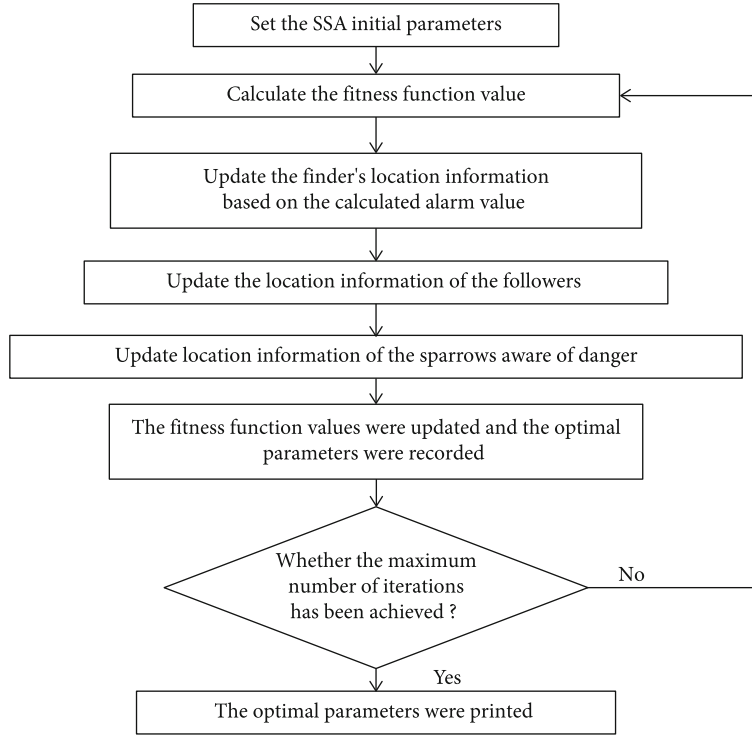 Set the SSA initial parameters
Calculate the fitness function value
Update the finder's location information
based on the calculated alarm value
Update the location information of the followers
Update location information of the sparrows aware of danger
The fitness function values were updated and the optimal
parameters were recorded
Whether the maximum
number of iterations
has been achieved ?
No
Yes
The optimal parameters were printed